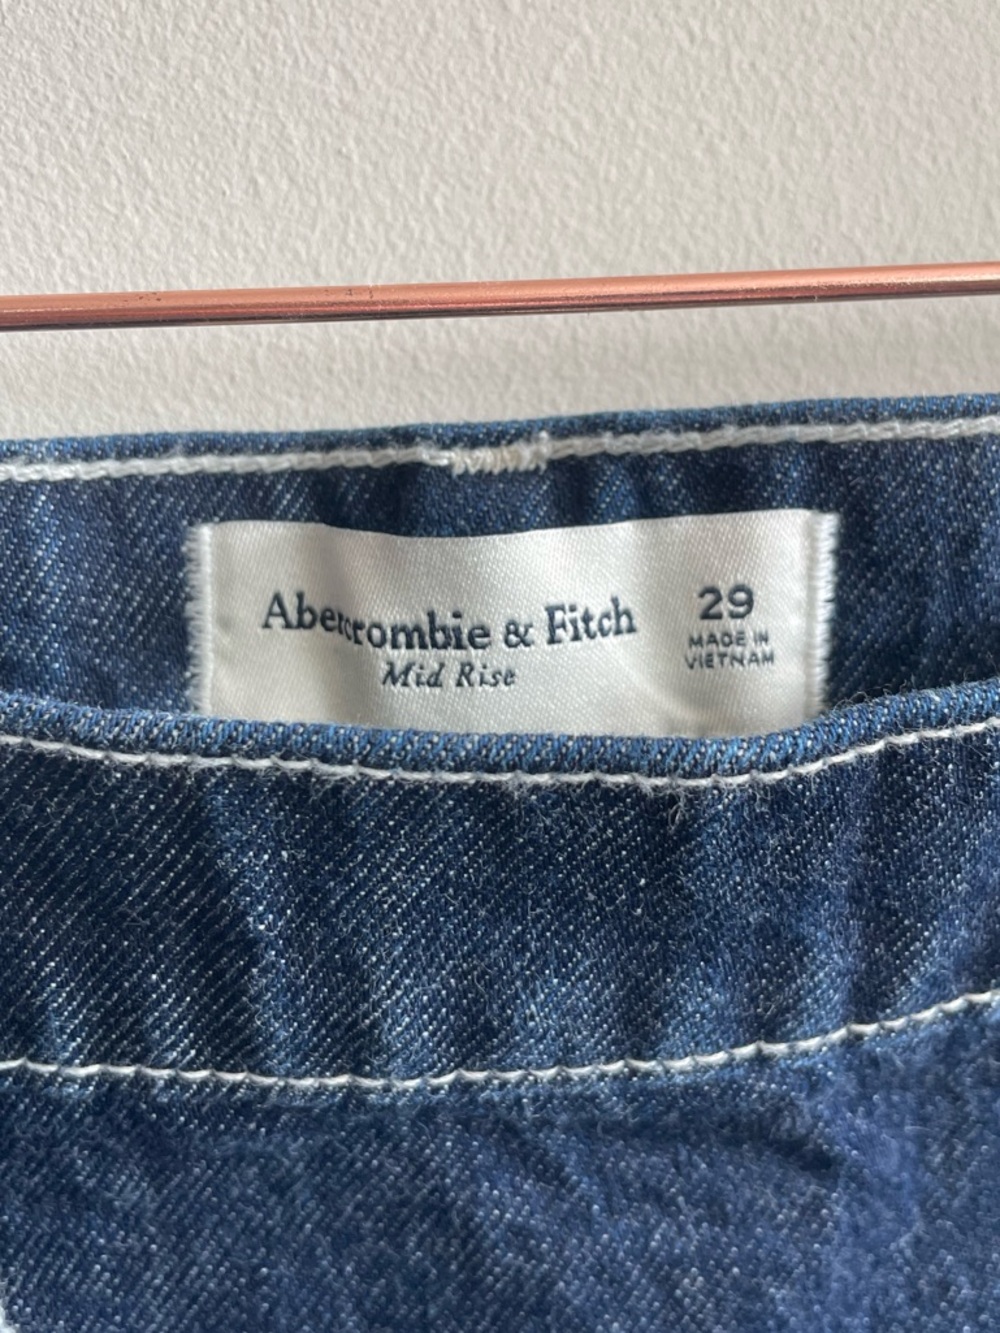 Abercrombie & Fitch
Mid Rise
29
MADE IN
VIETNAM